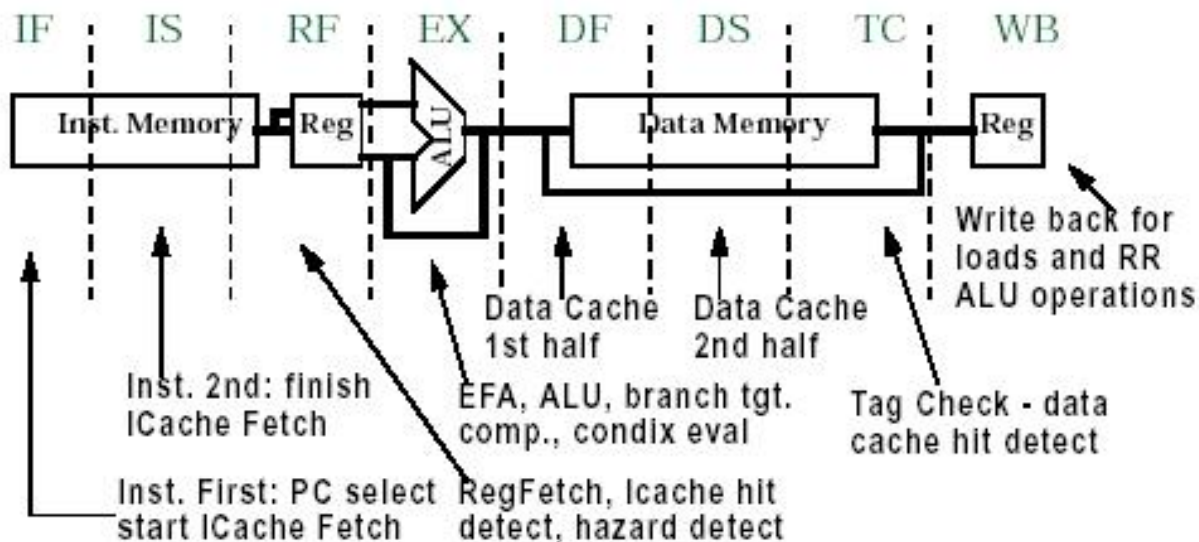 IF IS RF EX DF DS TC WB
Inst. Memory
Reg
ALU
Data Memory
Reg
Write back for
loads and RR
ALU operations
Data Cache
1st half
Data Cache
2nd half
Inst. 2nd: finish
ICache Fetch
EFA, ALU, branch tgt.
comp., condix eval
Tag Check - data
cache hit detect
Inst. First: PC select
start ICache Fetch
RegFetch, Icache hit
detect, hazard detect